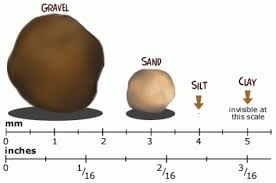 GRAVEL
SAND
SILT
CLAY
invisible at
this scale
mm
0 1 2 3 4 5
inches
0 1/16 2/16 3/16